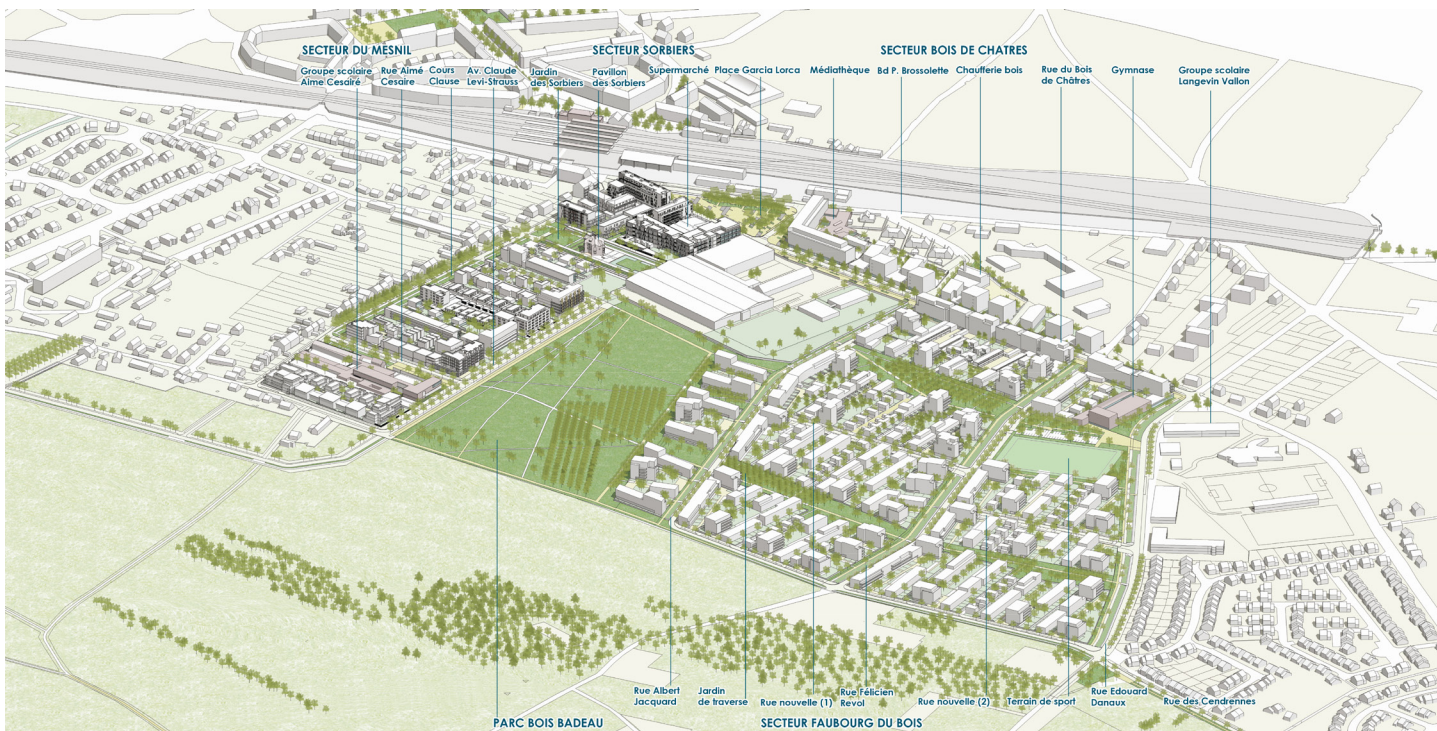 SECTEUR DU MESNIL
SECTEUR SORBIERS
SECTEUR BOIS DE CHATRES
Groupe scolaire
Aime Cesaire
Rue Aimé
Cesaire
Cours
Clause
Av. Claude
Levi-Strauss
Jardin
des Sorbiers
Pavillon
des Sorbiers
Supermarché
Place Garcia Lorca
Médiathèque
Bd P. Brossolette
Chaufferie bois
Rue du Bois
de Châtres
Gymnase
Groupe scolaire
Langevin Vallon
Rue Albert
Jacquard
Jardin
de traverse
Rue nouvelle (1)
Rue Félicien
Revol
Rue nouvelle (2)
Terrain de sport
Rue Edouard
Danaux
Rue des Cendrennes
PARC BOIS BADEAU
SECTEUR FAUBOURG DU BOIS